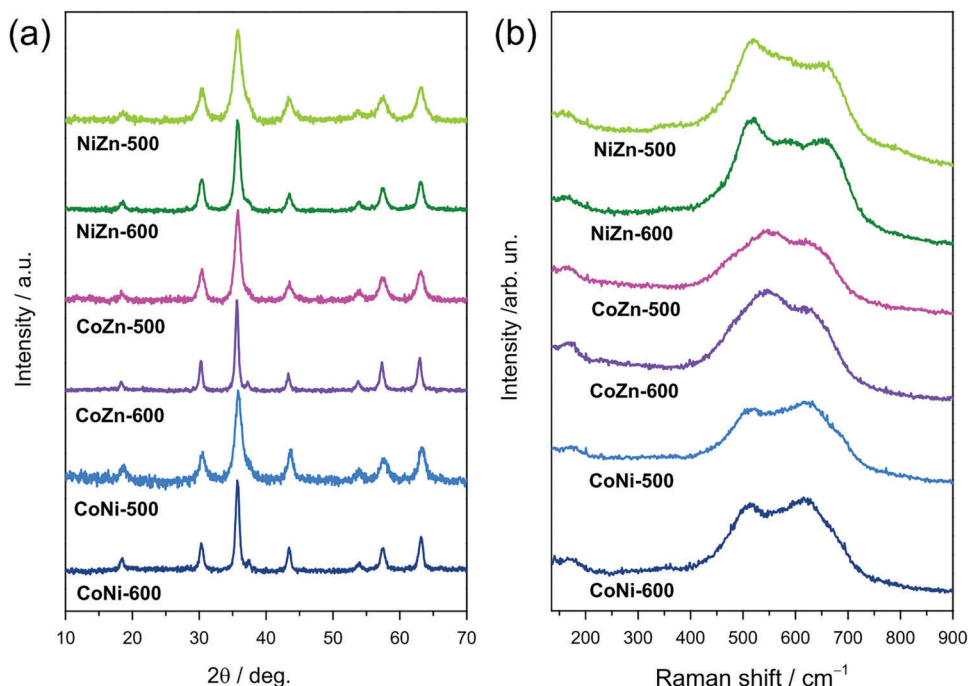 (a)
Intensity / a.u.
NiZn-500
NiZn-600
CoZn-500
CoZn-600
CoNi-500
CoNi-600
10 20 30 40 50 60 70
2θ / deg.
(b)
Intensity /arb. un.
NiZn-500
NiZn-600
CoZn-500
CoZn-600
CoNi-500
CoNi-600
200 300 400 500 600 700 800 900
Raman shift / cm⁻¹